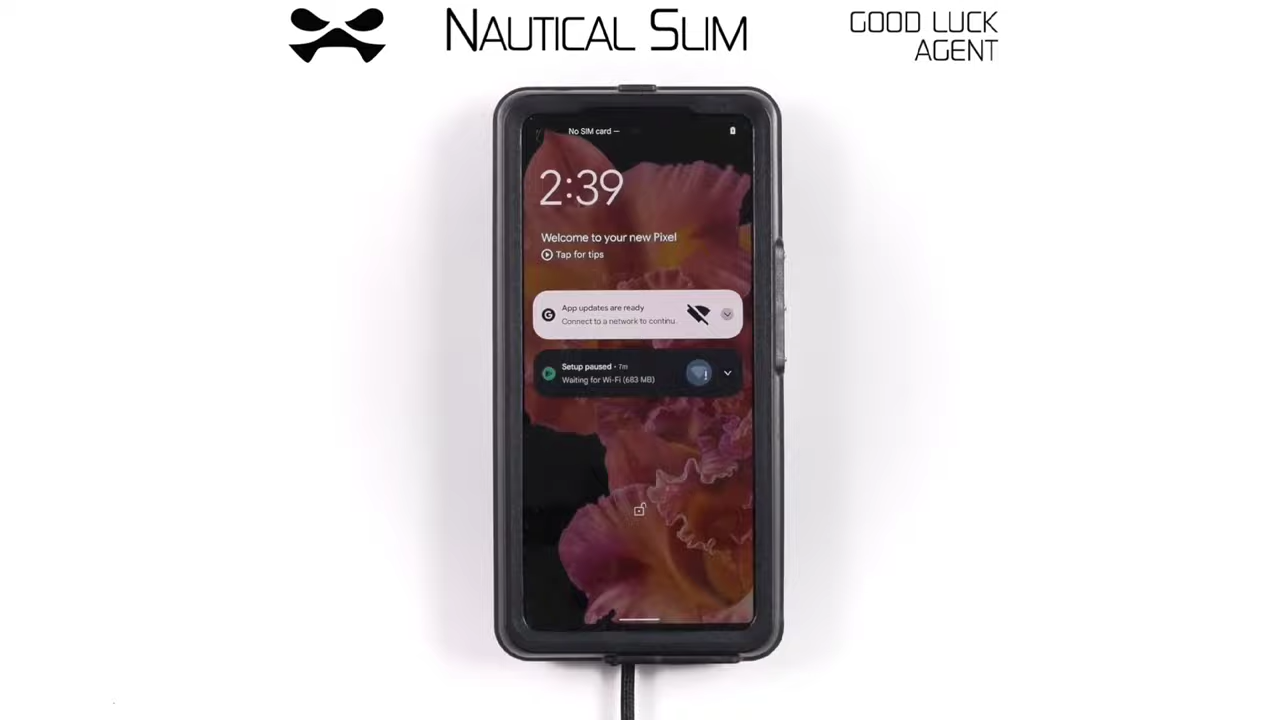 NAUTICAL SLIM
GOOD LUCK
AGENT
No SIM card —
2:39
Welcome to your new Pixel
Tap for tips
App updates are ready
Connect to a network to continu..
Setup paused • 7m
Waiting for Wi-Fi (683 MB)